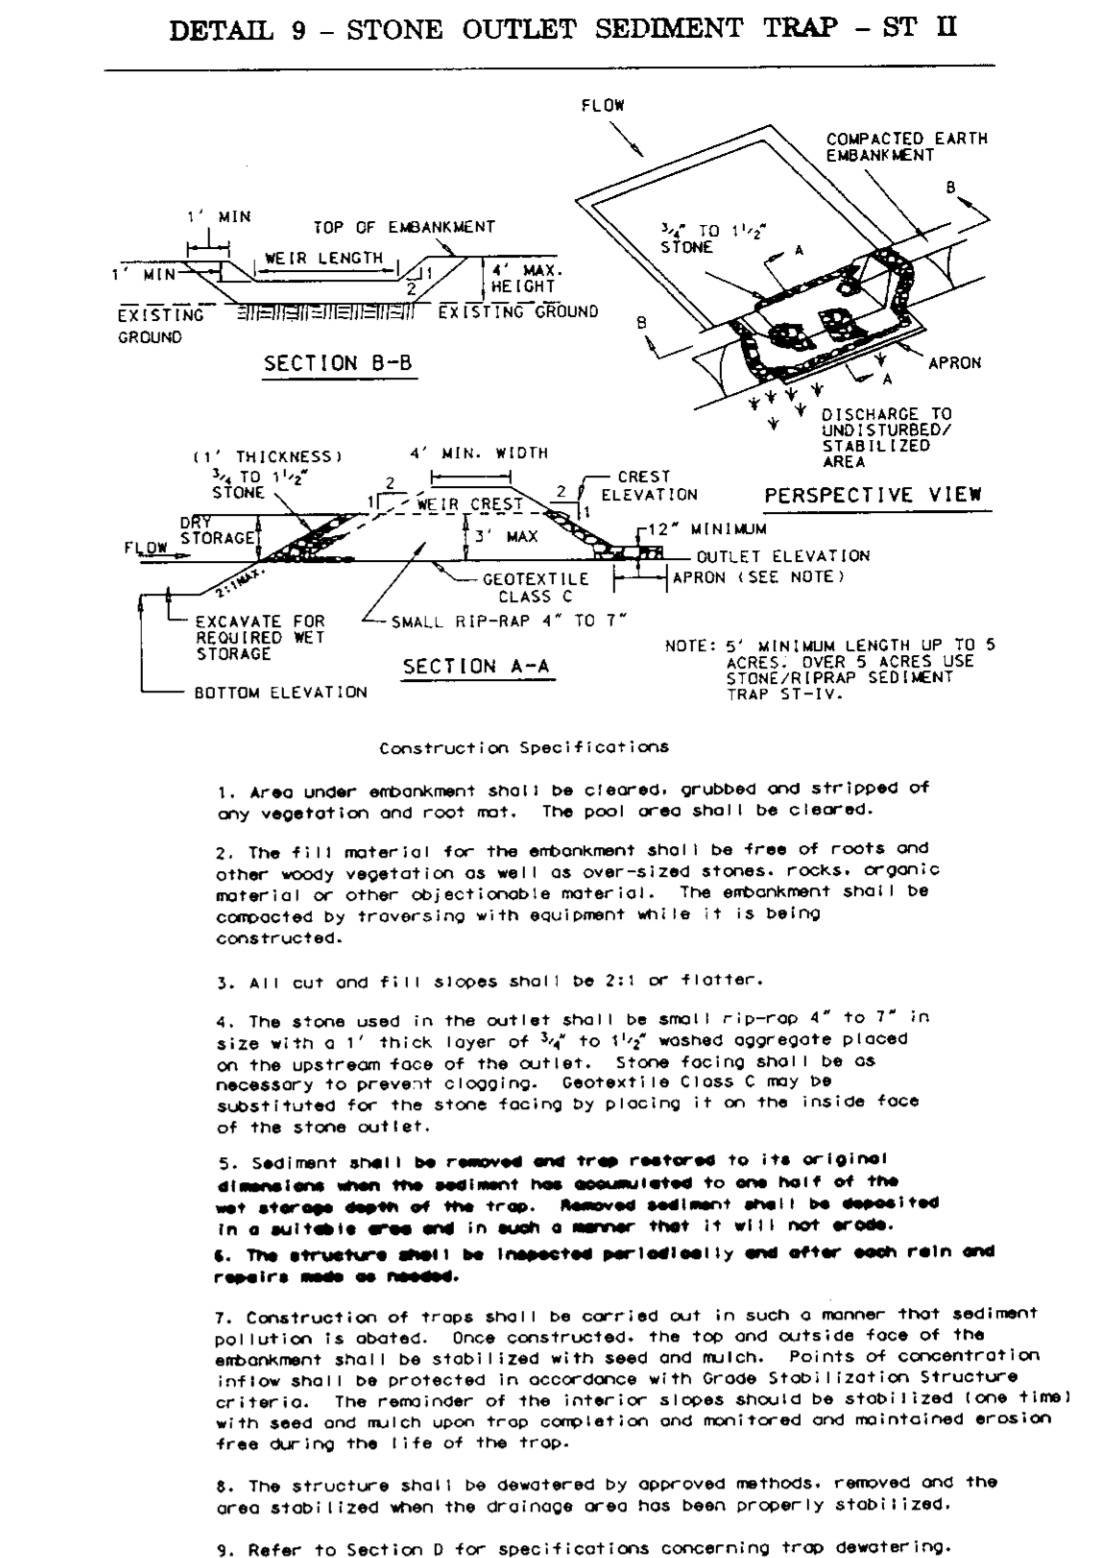 DETAIL 9 - STONE OUTLET SEDIMENT TRAP - ST II
FLOW
COMPACTED EARTH
EMBANKMENT
B
1' MIN
TOP OF EMBANKMENT
3/4" TO 1 1/2"
STONE
A
WEIR LENGTH
1' MIN
1
2
4' MAX.
HEIGHT
EXISTING
GROUND
EXISTING GROUND
B
SECTION B-B
APRON
A
DISCHARGE TO
UNDISTURBED/
STABILIZED
AREA
PERSPECTIVE VIEW
(1' THICKNESS)
3/4 TO 1 1/2"
STONE
4' MIN. WIDTH
2
1
WEIR CREST
CREST
ELEVATION
2
1
DRY
STORAGE
FLOW
3' MAX
12" MINIMUM
OUTLET ELEVATION
APRON (SEE NOTE)
2:1 MAX.
GEOTEXTILE
CLASS C
EXCAVATE FOR
REQUIRED WET
STORAGE
SMALL RIP-RAP 4" TO 7"
SECTION A-A
BOTTOM ELEVATION
NOTE: 5' MINIMUM LENGTH UP TO 5
ACRES. OVER 5 ACRES USE
STONE/RIPRAP SEDIMENT
TRAP ST-IV.
Construction Specifications
1. Area under embankment shall be cleared, grubbed and stripped of
any vegetation and root mat. The pool area shall be cleared.
2. The fill material for the embankment shall be free of roots and
other woody vegetation as well as over-sized stones, rocks, organic
material or other objectionable material. The embankment shall be
compacted by traversing with equipment while it is being
constructed.
3. All cut and fill slopes shall be 2:1 or flatter.
4. The stone used in the outlet shall be small rip-rap 4" to 7" in
size with a 1' thick layer of 3/4" to 1 1/2" washed aggregate placed
on the upstream face of the outlet. Stone facing shall be as
necessary to prevent clogging. Geotextile Class C may be
substituted for the stone facing by placing it on the inside face
of the stone outlet.
5. Sediment shall be removed and trap restored to its original
dimensions when the sediment has accumulated to one half of the
wet storage depth of the trap. Removed sediment shall be deposited
in a suitable area and in such a manner that it will not erode.
6. The structure shall be inspected periodically and after each rain and
repairs made as needed.
7. Construction of traps shall be carried out in such a manner that sediment
pollution is abated. Once constructed, the top and outside face of the
embankment shall be stabilized with seed and mulch. Points of concentration
inflow shall be protected in accordance with Grade Stabilization Structure
criteria. The remainder of the interior slopes should be stabilized (one time)
with seed and mulch upon trap completion and monitored and maintained erosion
free during the life of the trap.
8. The structure shall be dewatered by approved methods, removed and the
area stabilized when the drainage area has been properly stabilized.
9. Refer to Section D for specifications concerning trap dewatering.